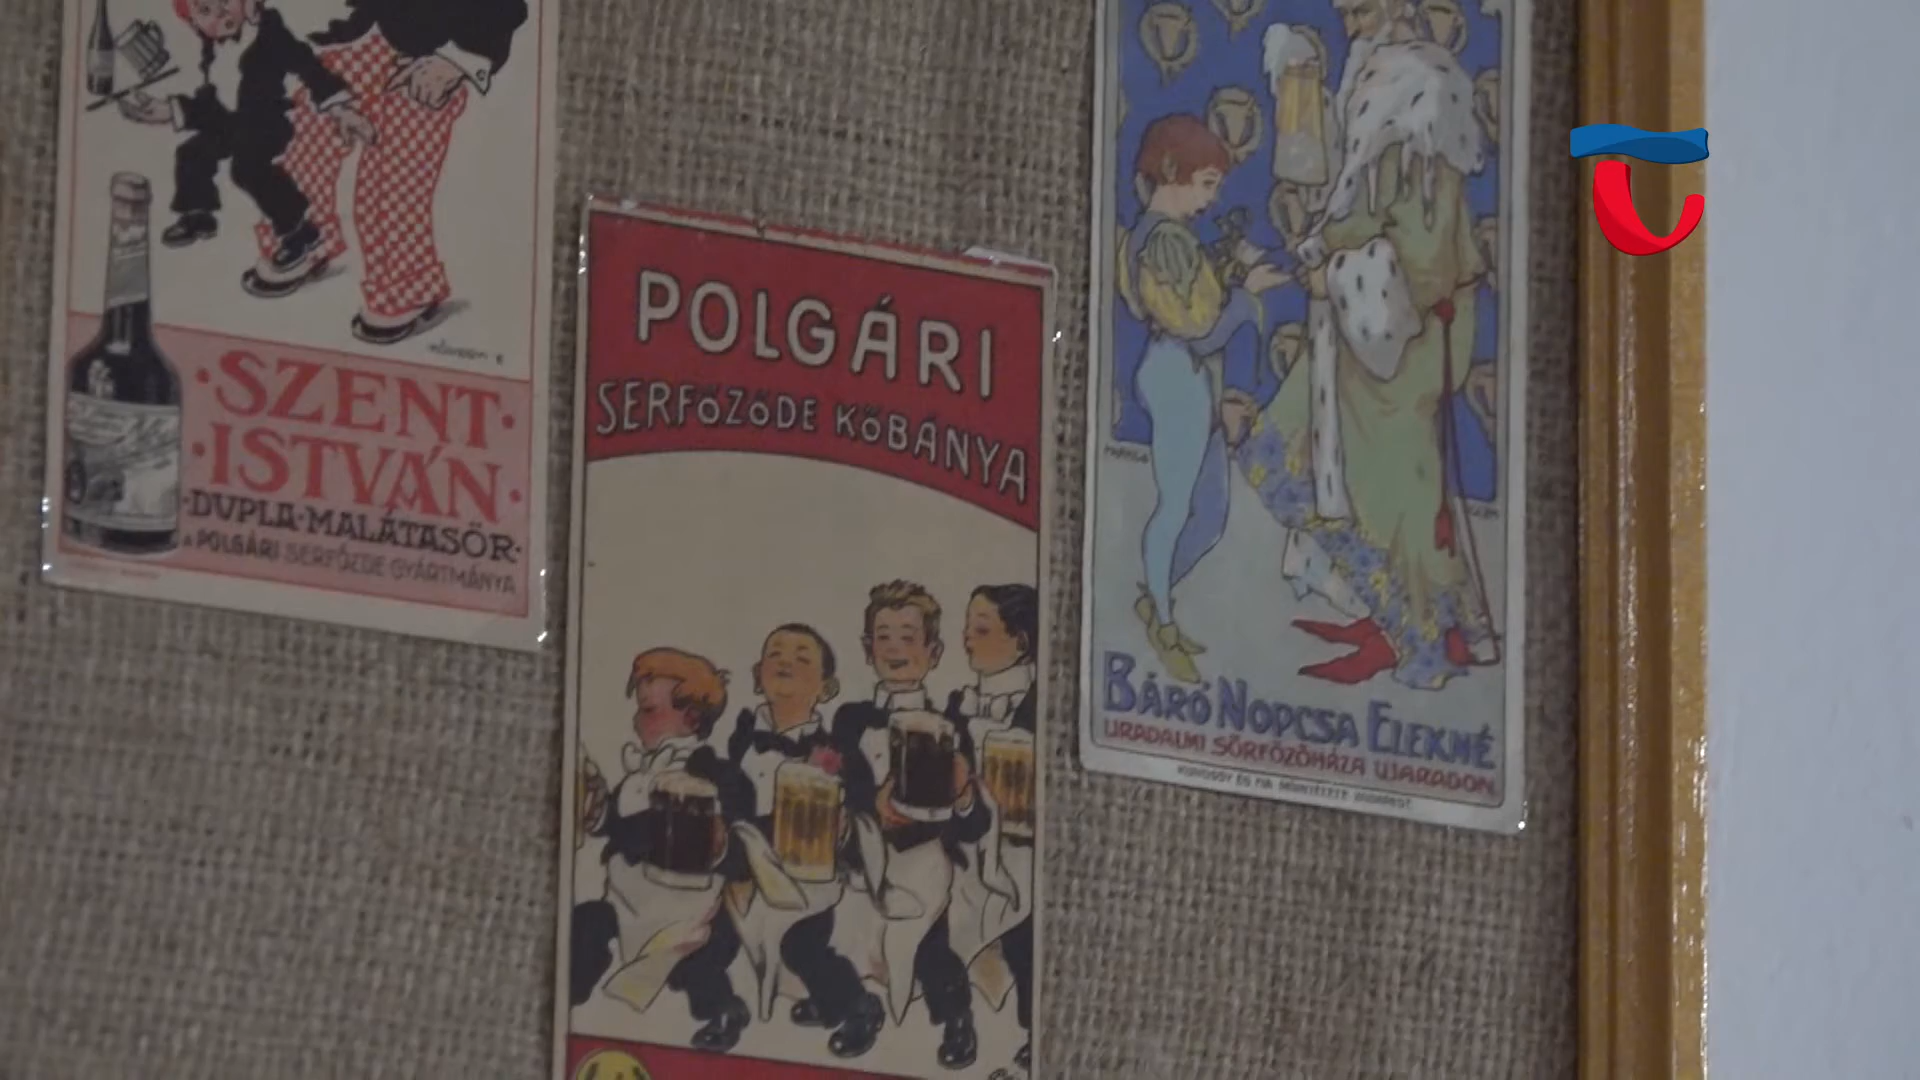 ·SZENT·
·ISTVÁN·
·DUPLA·MALÁTASÖR·
A POLGÁRI SERFŐZDE GYÁRTMÁNYA
POLGÁRI
SERFŐZŐDE KŐBÁNYA
BÁRÓ NOPCSA ELEKNÉ
URADALMI SÖRFŐZŐHÁZA UJARADON